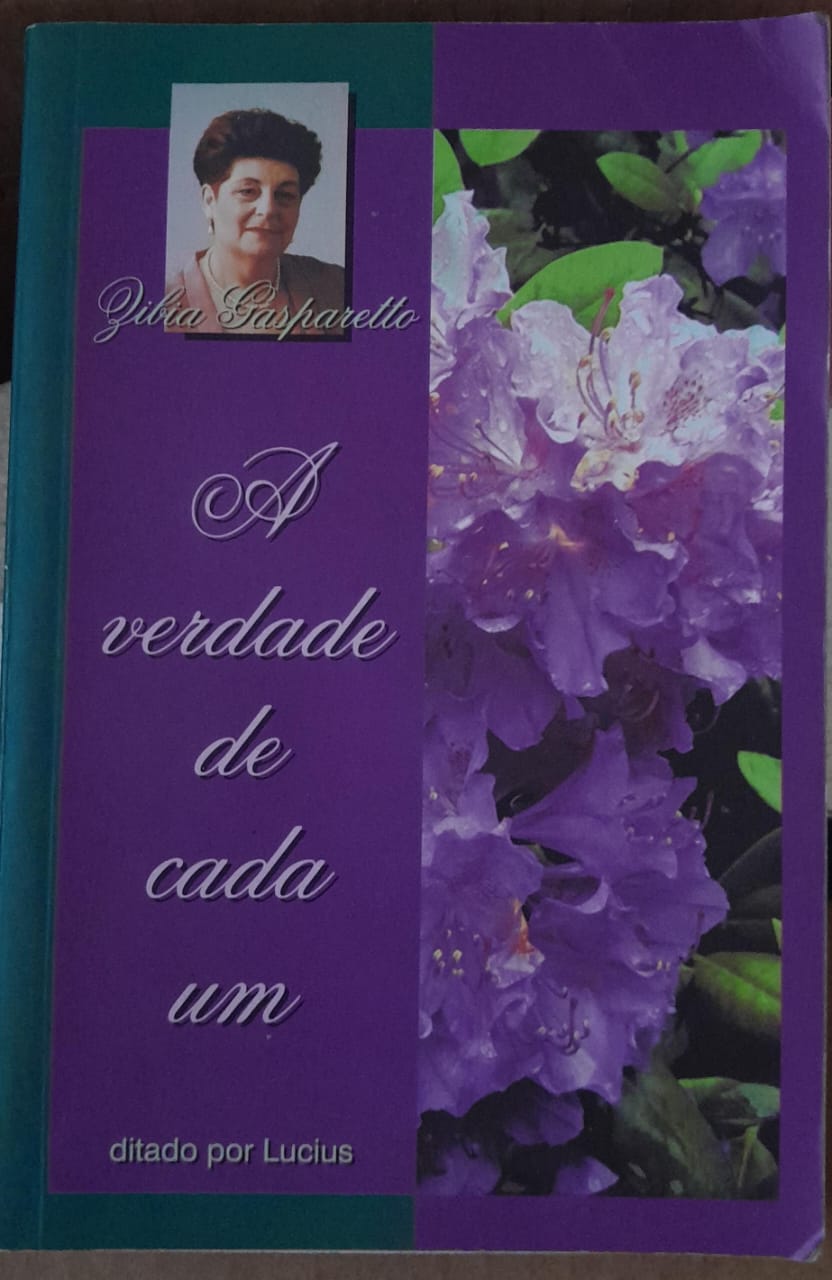 Zibia Gasparetto
A
verdade
de
cada
um
ditado por Lucius